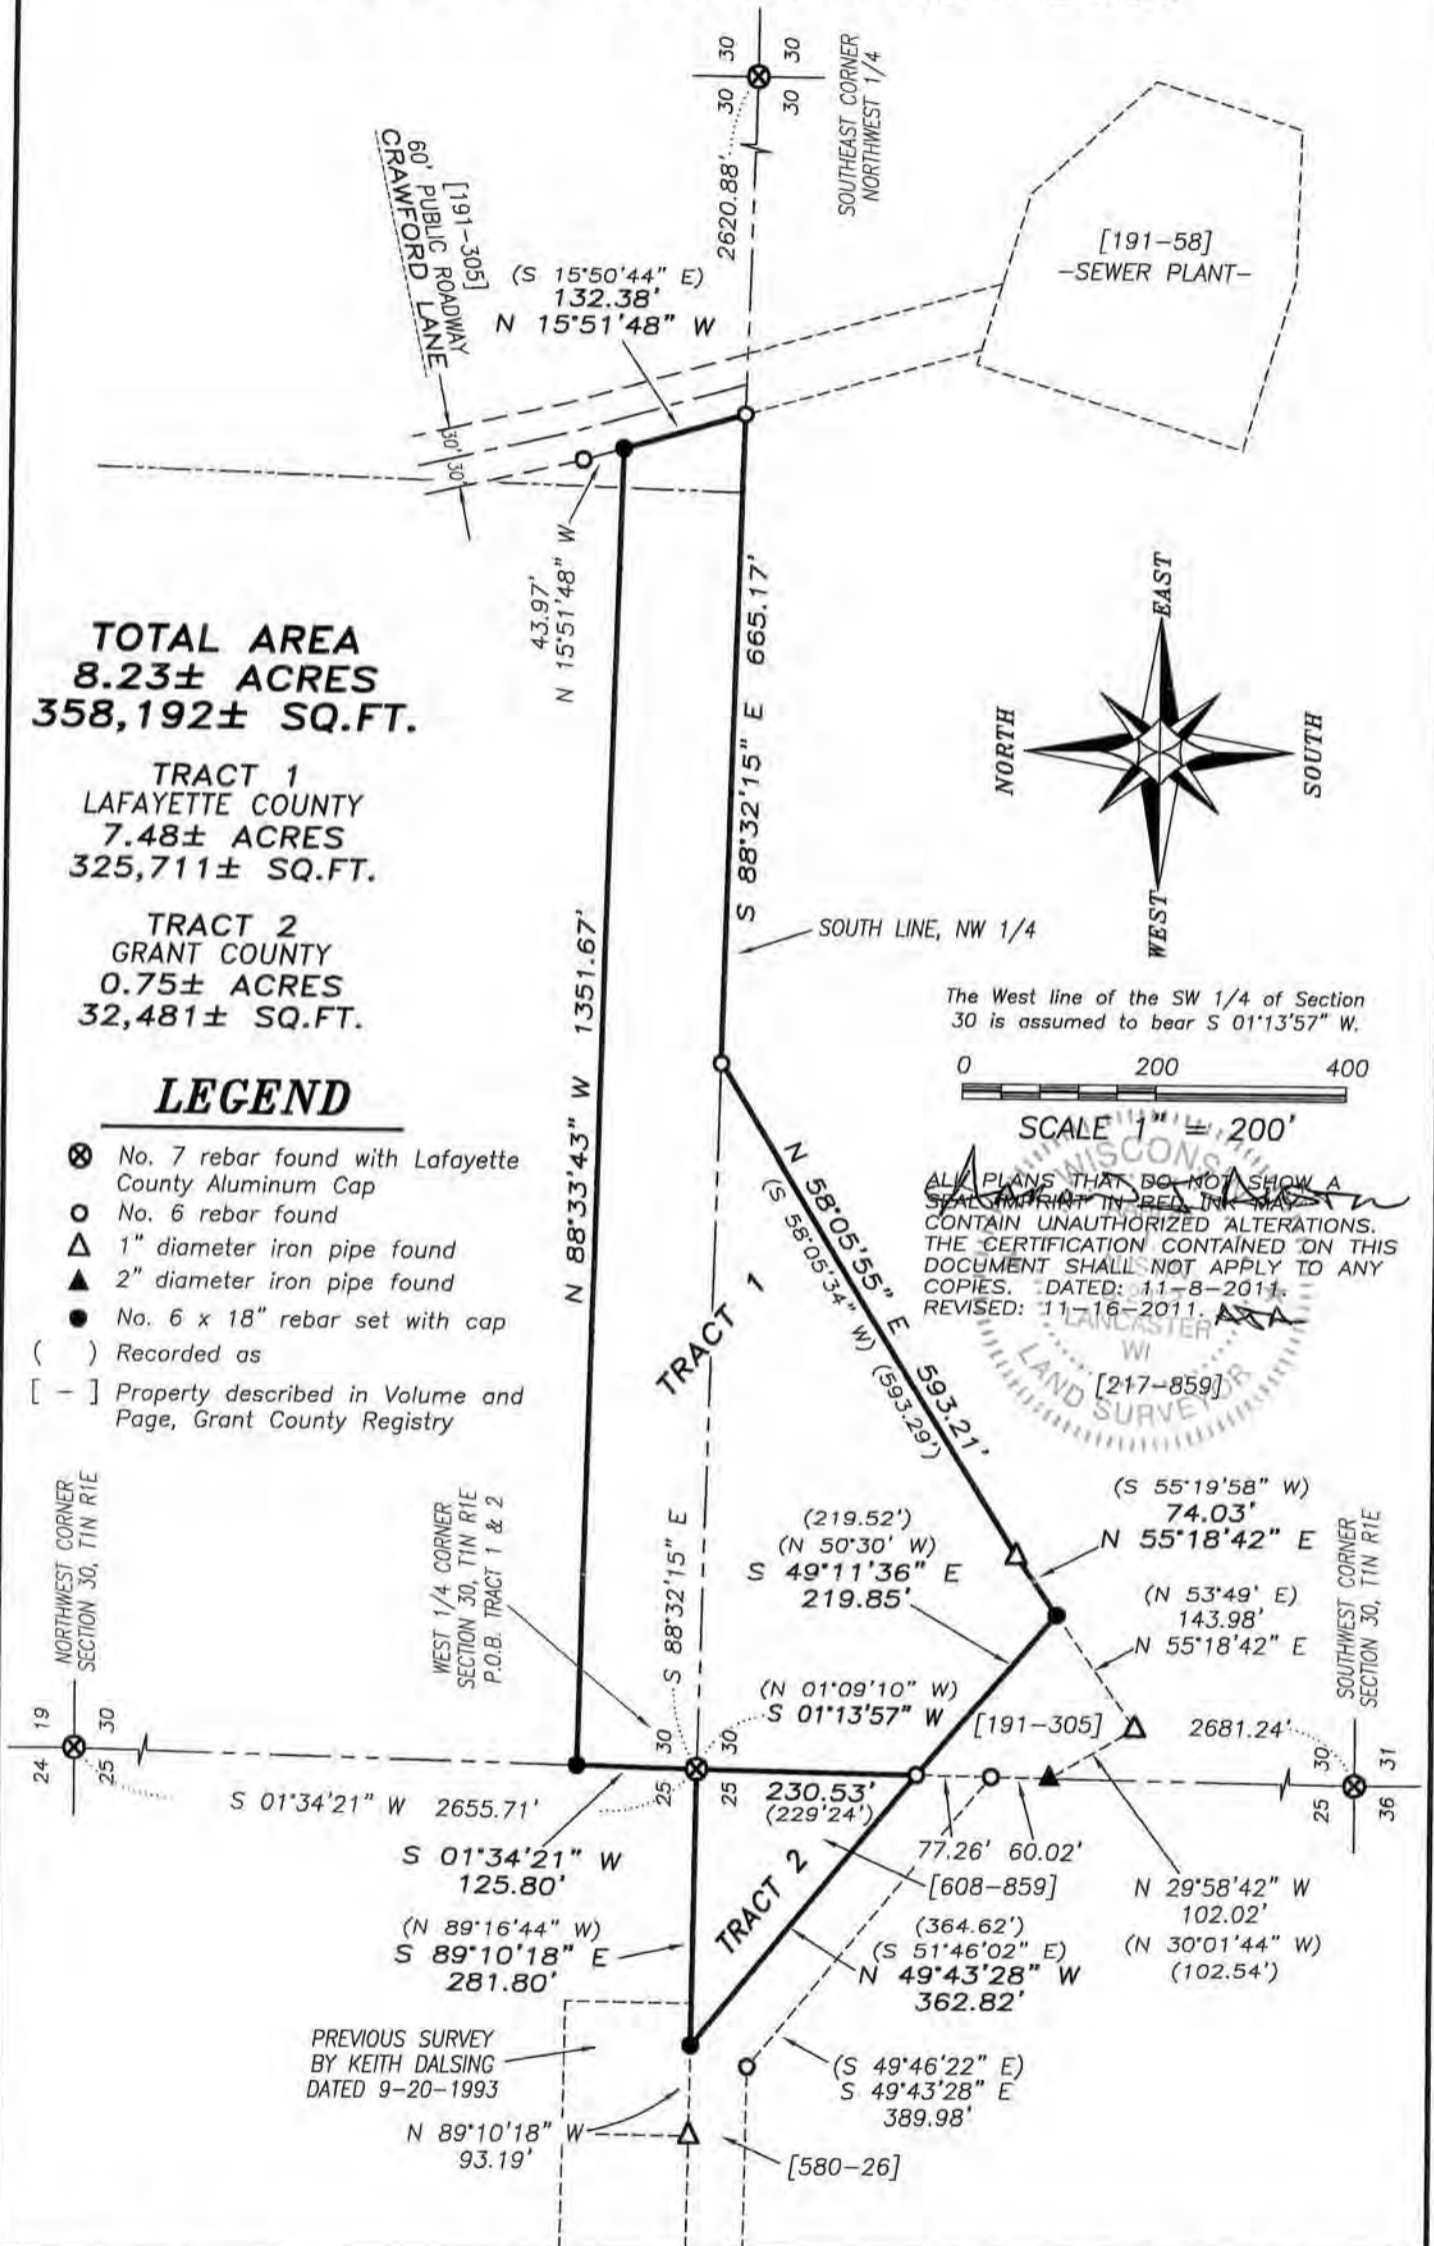 30 30
30 30
SOUTHEAST CORNER
NORTHWEST 1/4
2620.88'
[191-305]
60' PUBLIC ROADWAY
CRAWFORD LANE
(S 15°50'44" E)
132.38'
N 15°51'48" W
[191-58]
-SEWER PLANT-
30' 30'
43.97'
N 15°51'48" W
S 88°32'15" E 665.17'
TOTAL AREA
8.23± ACRES
358,192± SQ.FT.
TRACT 1
LAFAYETTE COUNTY
7.48± ACRES
325,711± SQ.FT.
TRACT 2
GRANT COUNTY
0.75± ACRES
32,481± SQ.FT.
EAST
NORTH
SOUTH
WEST
SOUTH LINE, NW 1/4
N 88°33'43" W 1351.67'
The West line of the SW 1/4 of Section
30 is assumed to bear S 01°13'57" W.
0 200 400
SCALE 1" = 200'
ALL PLANS THAT DO NOT SHOW A
SEAL IMPRINT IN RED INK MAY
CONTAIN UNAUTHORIZED ALTERATIONS.
THE CERTIFICATION CONTAINED ON THIS
DOCUMENT SHALL NOT APPLY TO ANY
COPIES. DATED: 11-8-2011.
REVISED: 11-16-2011.
WISCONSIN
LANCASTER
WI
LAND SURVEYOR
[217-859]
LEGEND
No. 7 rebar found with Lafayette
County Aluminum Cap
No. 6 rebar found
1" diameter iron pipe found
2" diameter iron pipe found
No. 6 x 18" rebar set with cap
( ) Recorded as
[ - ] Property described in Volume and
Page, Grant County Registry
TRACT 1
N 58°05'55" E 593.21'
(S 58°05'34" W) (593.29')
NORTHWEST CORNER
SECTION 30, T1N R1E
WEST 1/4 CORNER
SECTION 30, T1N R1E
P.O.B. TRACT 1 & 2
S 88°32'15" E
(219.52')
(N 50°30' W)
S 49°11'36" E
219.85'
(S 55°19'58" W)
74.03'
N 55°18'42" E
(N 53°49' E)
143.98'
N 55°18'42" E
SOUTHWEST CORNER
SECTION 30, T1N R1E
(N 01°09'10" W)
S 01°13'57" W
[191-305]
2681.24'
19 30
24 25
30 30
25 25
30 31
25 36
S 01°34'21" W 2655.71'
230.53'
(229'24')
77.26' 60.02'
S 01°34'21" W
125.80'
[608-859]
N 29°58'42" W
102.02'
(N 30°01'44" W)
(102.54')
TRACT 2
(N 89°16'44" W)
S 89°10'18" E
281.80'
(364.62')
(S 51°46'02" E)
N 49°43'28" W
362.82'
PREVIOUS SURVEY
BY KEITH DALSING
DATED 9-20-1993
(S 49°46'22" E)
S 49°43'28" E
389.98'
N 89°10'18" W
93.19'
[580-26]